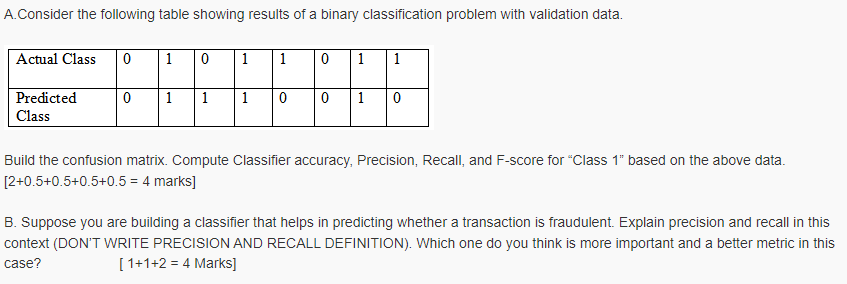 A.Consider the following table showing results of a binary classification problem with validation data.
Actual Class 0 1 0 1 1 0 1 1
Predicted 0 1 1 1 0 0 1 0
Class
Build the confusion matrix. Compute Classifier accuracy, Precision, Recall, and F-score for “Class 1” based on the above data.
[2+0.5+0.5+0.5+0.5 = 4 marks]
B. Suppose you are building a classifier that helps in predicting whether a transaction is fraudulent. Explain precision and recall in this
context (DON'T WRITE PRECISION AND RECALL DEFINITION). Which one do you think is more important and a better metric in this
case? [ 1+1+2 = 4 Marks]